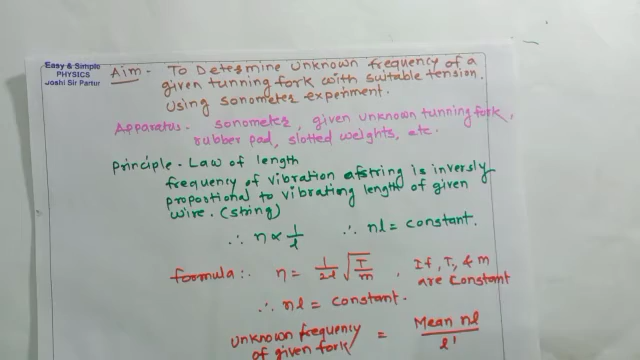 Easy & Simple
PHYSICS
Joshi Sir Partur
Aim - To Determine unknown frequency of a
given tunning fork with suitable tension.
using sonometer experiment.
Apparatus. sonometer, given unknown tunning fork,
rubber pad, slotted weights, etc.
Principle - Law of length
frequency of vibration of string is inversly
propostional to vibrating length of given
wire. (string)
∴ n ∝ 1/l ∴ nl = constant.
formula:. n = 1/2l √T/m . If, T, & m
are constant
∴ nl = constant.
unknown frequency
of given fork = Mean nl / l'